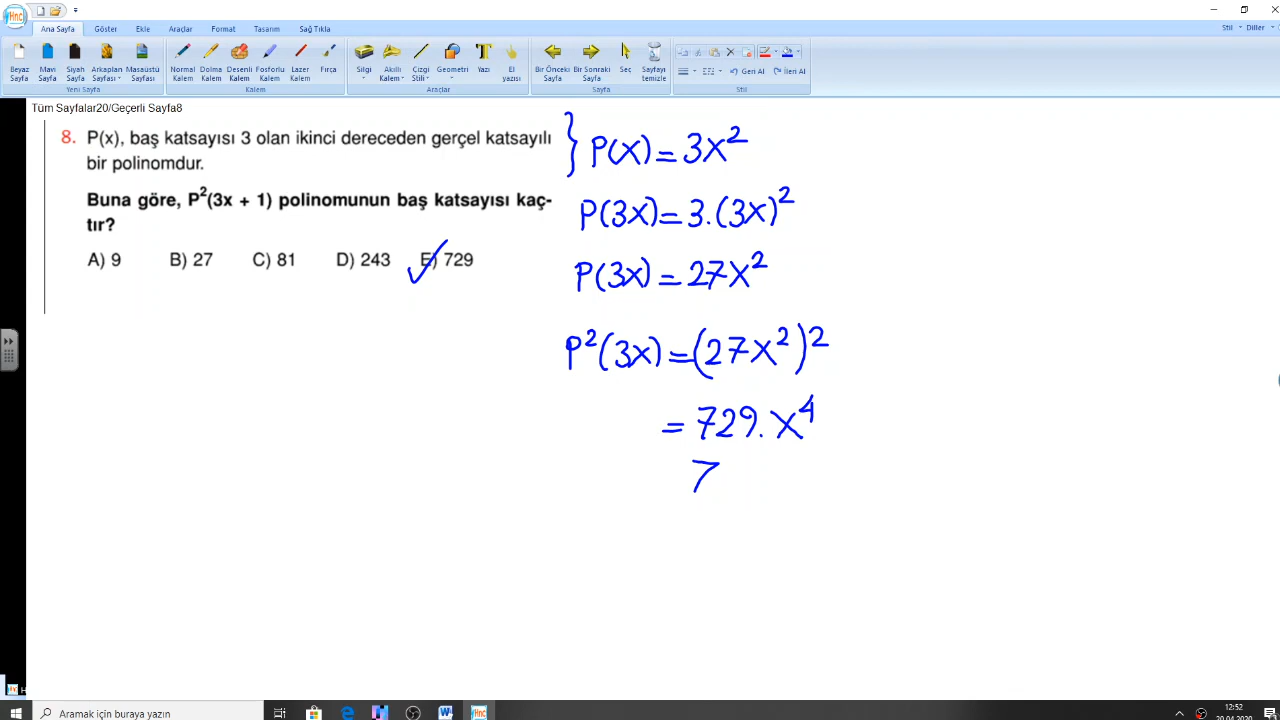 Ana Sayfa Göster Ekle Araçlar Format Tasarım Sağ Tıkla
Stil Diller
Beyaz Sayfa Mavi Sayfa Siyah Sayfa Arkaplan Sayfası Masaüstü Sayfası
Normal Kalem Dolma Kalem Desenli Kalem Fosforlu Kalem Lazer Kalem Fırça
Silgi Akıllı Kalem Çizgi Stili Geometri Yazı El yazısı
Bir Önceki Sayfa Bir Sonraki Sayfa Seç Sayfayı temizle
Geri Al İleri Al
Yeni Sayfa Kalem Araçlar Sayfa Stil
Tüm Sayfalar20/Geçerli Sayfa8
8. P(x), baş katsayısı 3 olan ikinci dereceden gerçel katsayılı
bir polinomdur.
Buna göre, P²(3x + 1) polinomunun baş katsayısı kaç-
tır?
A) 9 B) 27 C) 81 D) 243 E) 729
} P(x) = 3x²
P(3x) = 3.(3x)²
P(3x) = 27x²
P²(3x) = (27x²)²
= 729. x⁴
7
Aramak için buraya yazın
12:52
20.04.2020